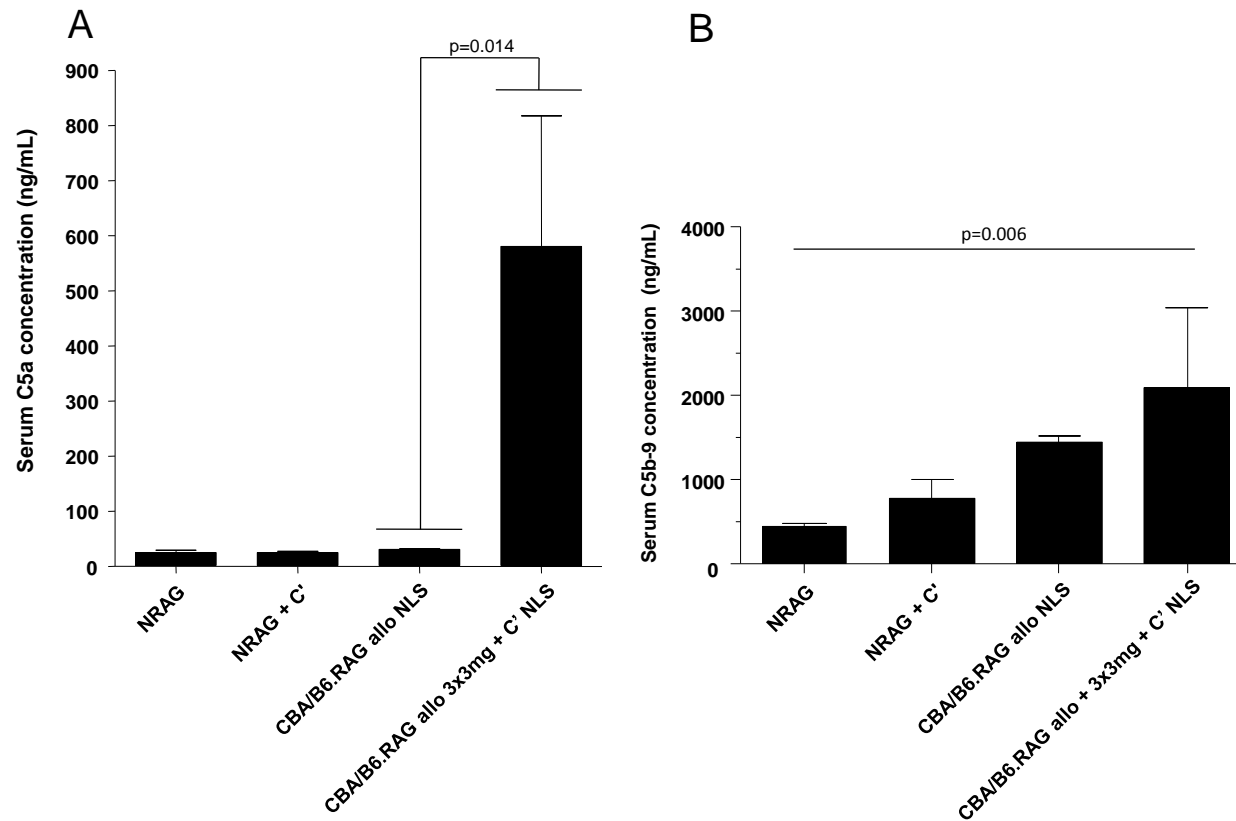 A
p=0.014
Serum C5a concentration (ng/mL)
900
800
700
600
500
400
300
200
100
0
NRAG
NRAG + C'
CBA/B6.RAG allo NLS
CBA/B6.RAG allo 3x3mg + C’ NLS
B
p=0.006
Serum C5b-9 concentration (ng/mL)
4000
3000
2000
1000
0
NRAG
NRAG + C'
CBA/B6.RAG allo NLS
CBA/B6.RAG allo + 3x3mg + C’ NLS